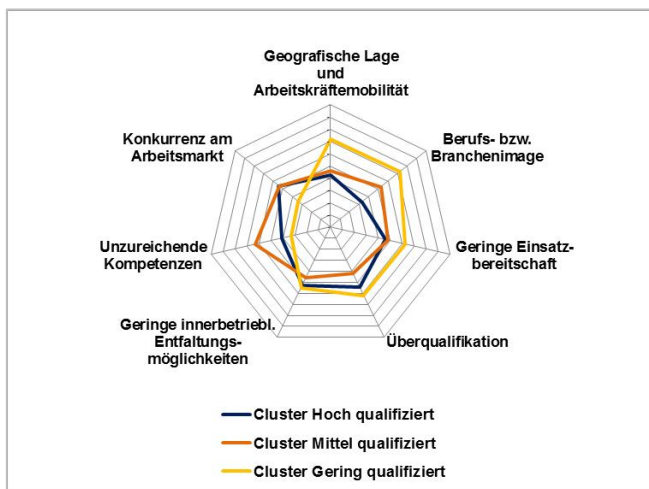 Geografische Lage
und
Arbeitskräftemobilität
Konkurrenz am
Arbeitsmarkt
Berufs- bzw.
Branchenimage
Unzureichende
Kompetenzen
Geringe Einsatz-
bereitschaft
Geringe innerbetriebl.
Entfaltungs-
möglichkeiten
Überqualifikation
Cluster Hoch qualifiziert
Cluster Mittel qualifiziert
Cluster Gering qualifiziert